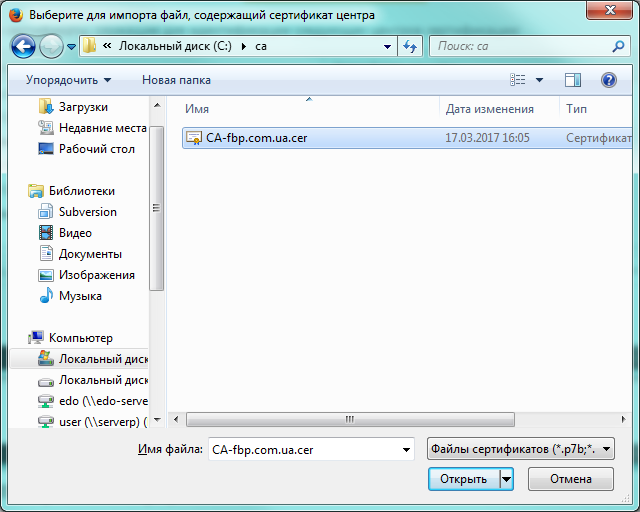 Выберите для импорта файл, содержащий сертификат центра
« Локальный диск (C:) ca
Поиск: ca
Упорядочить Новая папка
Загрузки
Недавние места
Рабочий стол
Библиотеки
Subversion
Видео
Документы
Изображения
Музыка
Компьютер
Локальный диск
Локальный диск
edo (\\edo-serve
user (\\serverp) (
Имя Дата изменения Тип
CA-fbp.com.ua.cer 17.03.2017 16:05 Сертификат
Имя файла: CA-fbp.com.ua.cer Файлы сертификатов (*.p7b;*.
Открыть Отмена